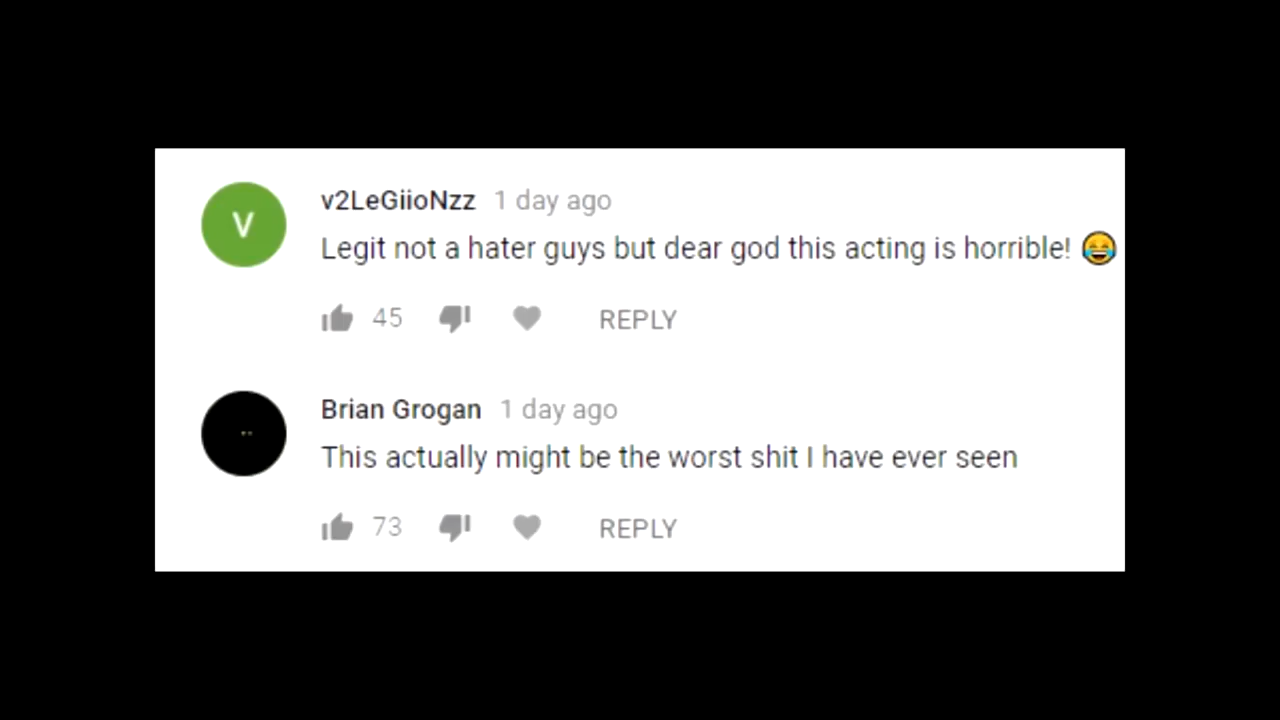 V
v2LeGiioNzz 1 day ago
Legit not a hater guys but dear god this acting is horrible! 😂
45 REPLY
Brian Grogan 1 day ago
This actually might be the worst shit I have ever seen
73 REPLY